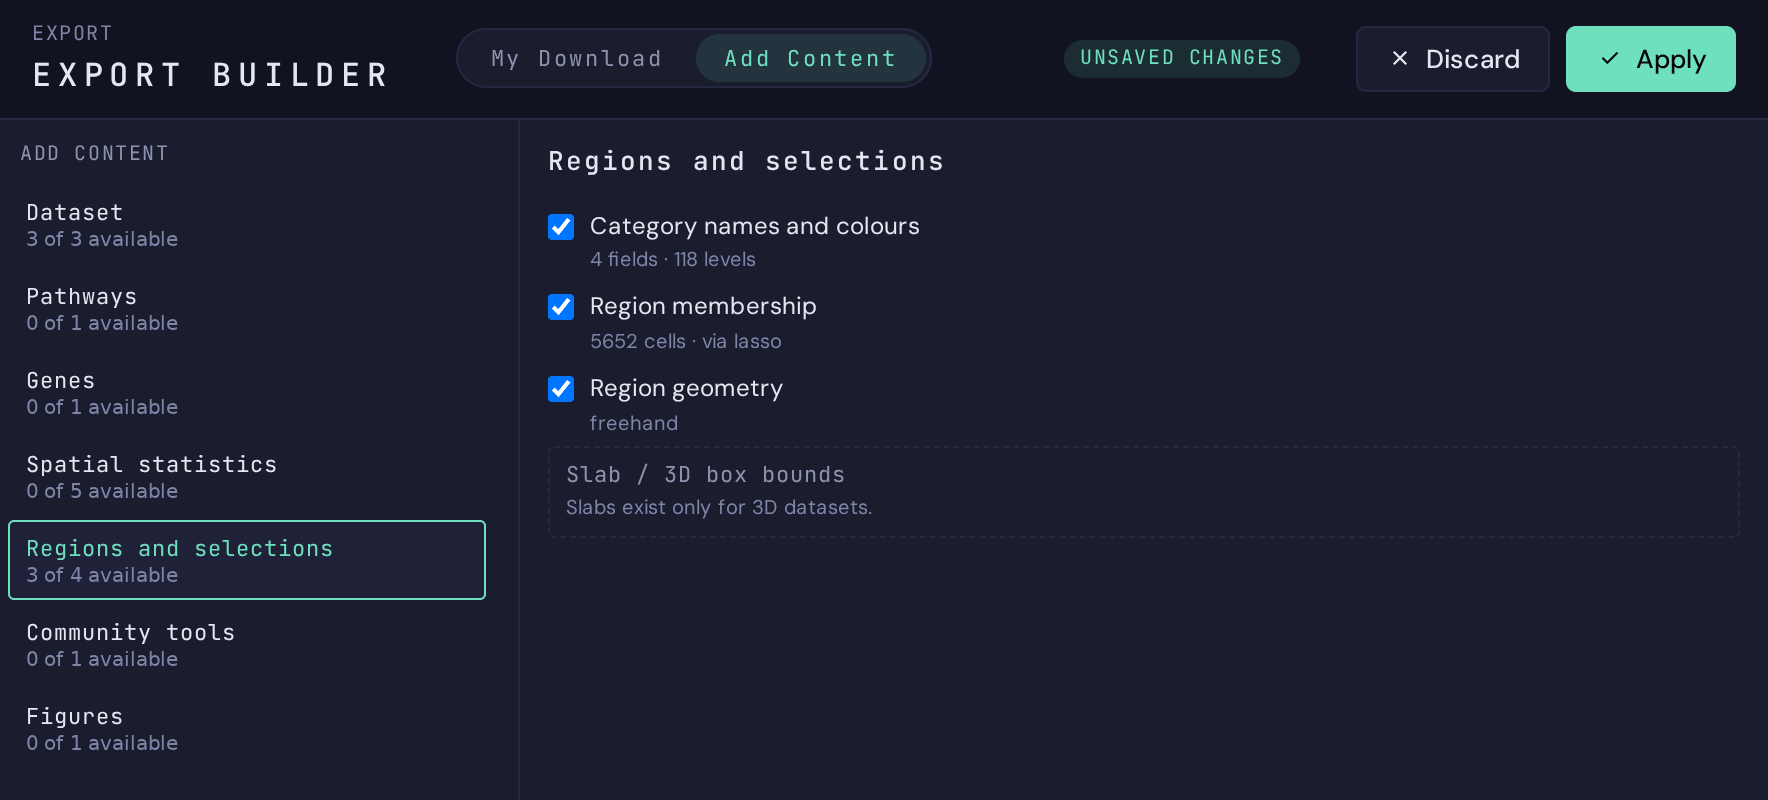 EXPORT
EXPORT BUILDER
My Download
Add Content
UNSAVED CHANGES
✕ Discard
✓ Apply
ADD CONTENT
Dataset
3 of 3 available
Pathways
0 of 1 available
Genes
0 of 1 available
Spatial statistics
0 of 5 available
Regions and selections
3 of 4 available
Community tools
0 of 1 available
Figures
0 of 1 available
Regions and selections
Category names and colours
4 fields · 118 levels
Region membership
5652 cells · via lasso
Region geometry
freehand
Slab / 3D box bounds
Slabs exist only for 3D datasets.